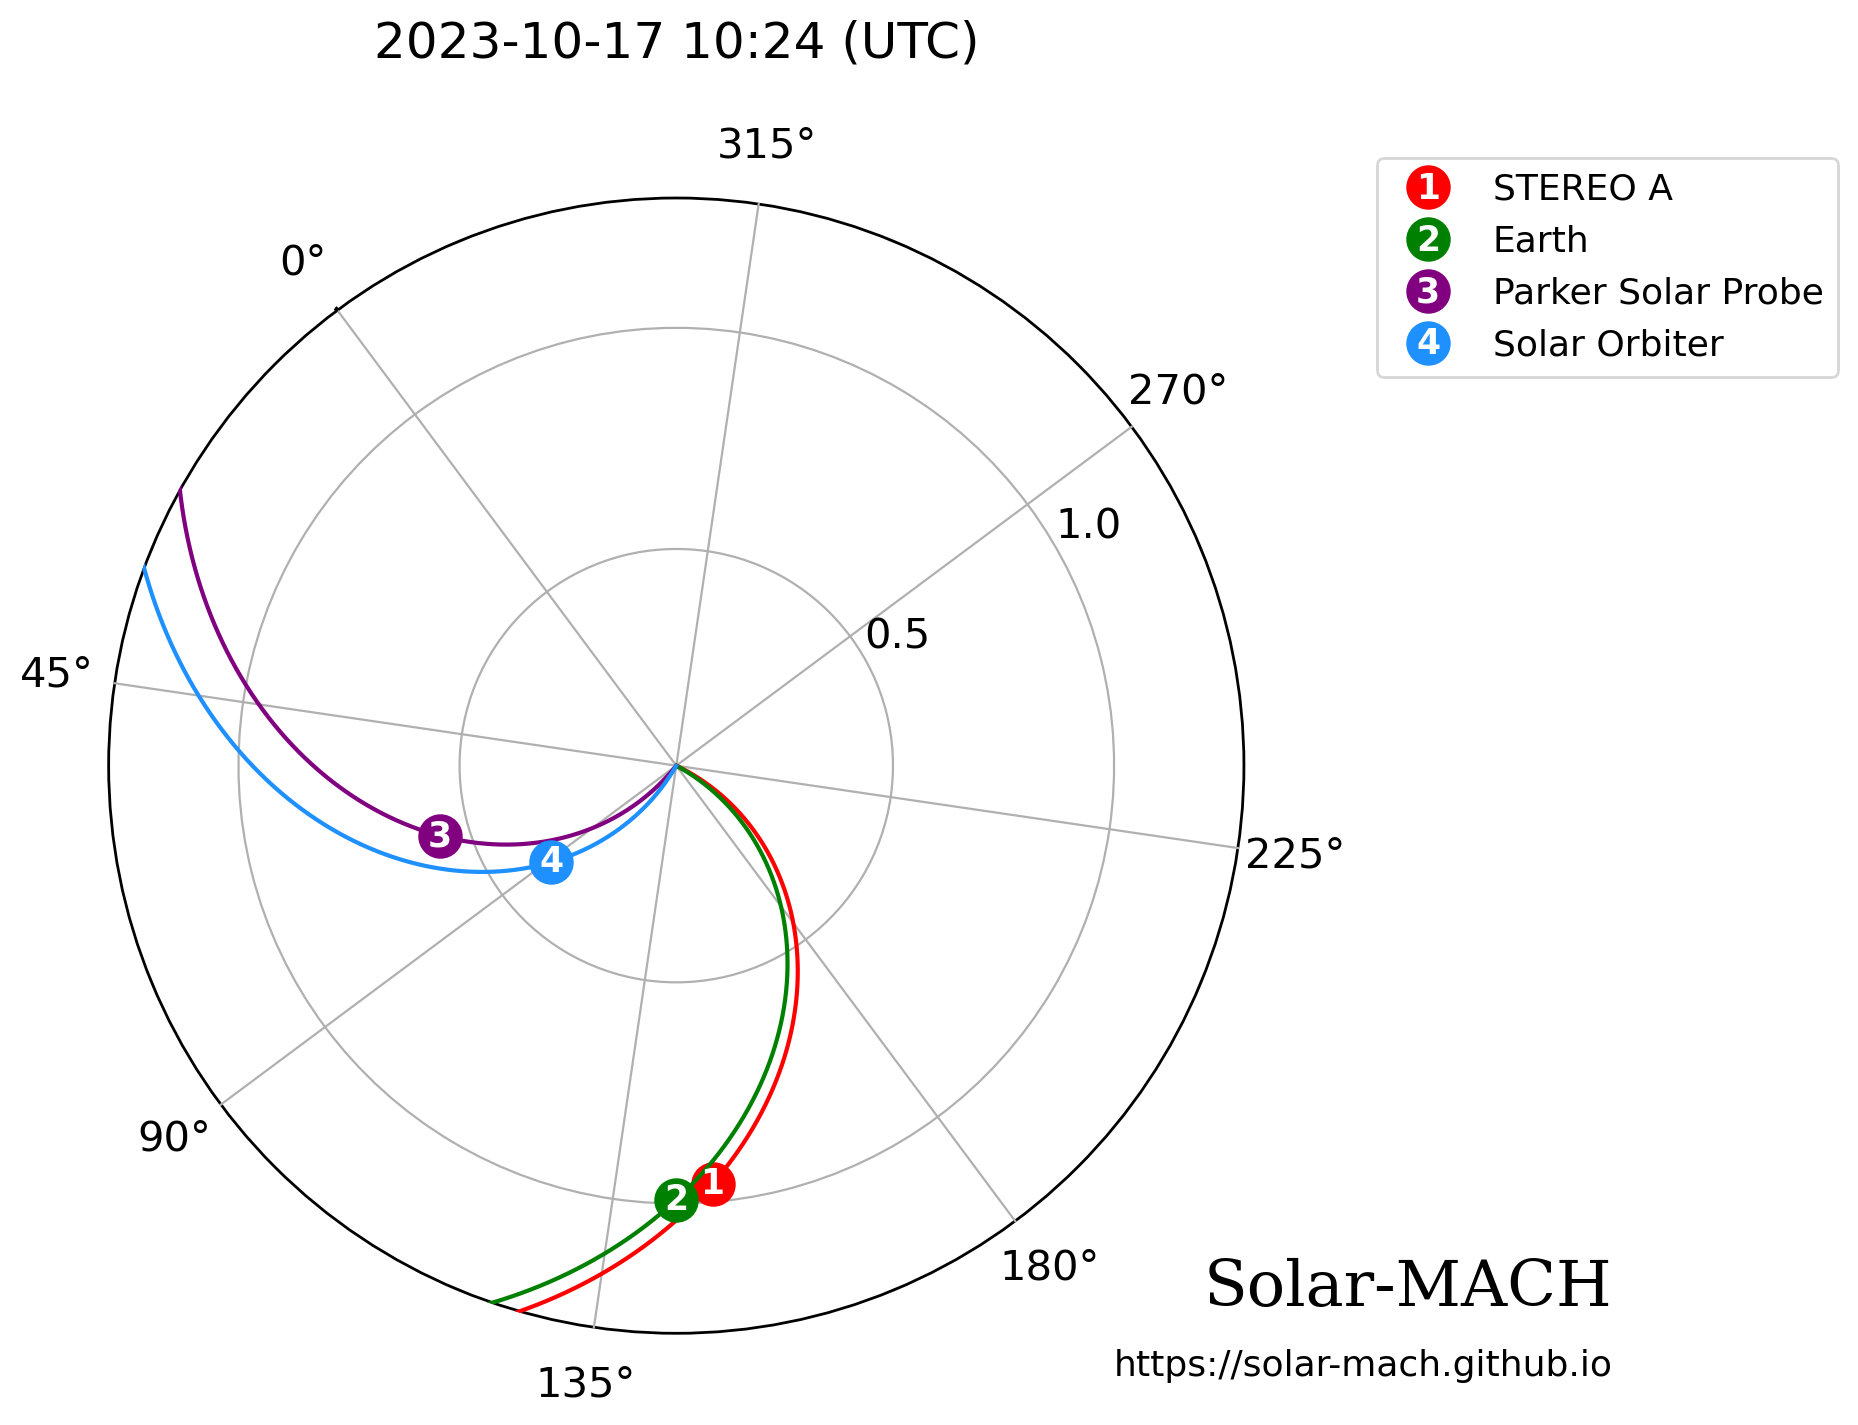 2023-10-17 10:24 (UTC)
315°
0°
270°
1.0
0.5
45°
225°
90°
180°
135°
3
4
1
2
1 STEREO A
2 Earth
3 Parker Solar Probe
4 Solar Orbiter
Solar-MACH
https://solar-mach.github.io